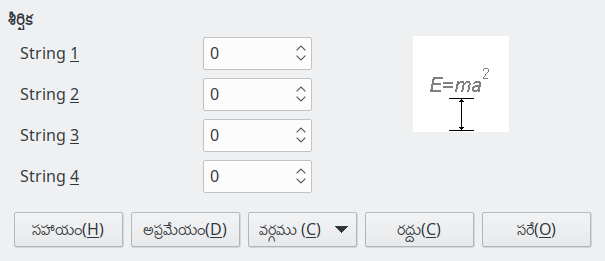 శీర్షిక
String 1 0
String 2 0
String 3 0
String 4 0
E=ma²
సహాయం(H) అప్రమేయం(D) వర్గము (C) రద్దు(C) సరే(O)